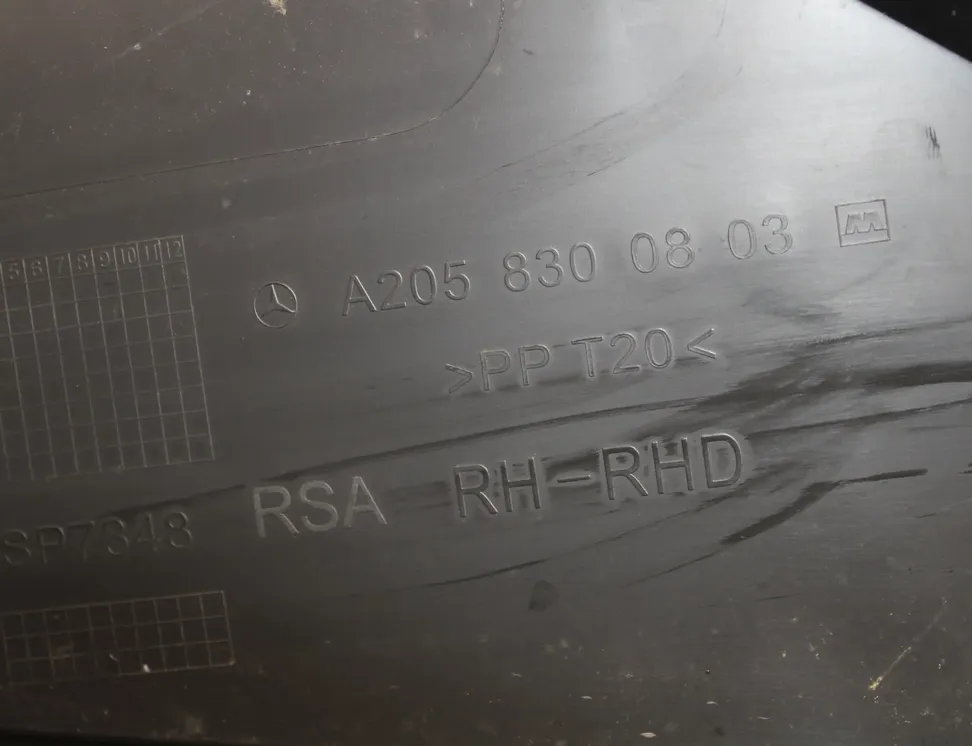 5 6 7 8 9 10 11 12
A205 830 08 03
>PP T20<
RSA RH-RHD
SP7348